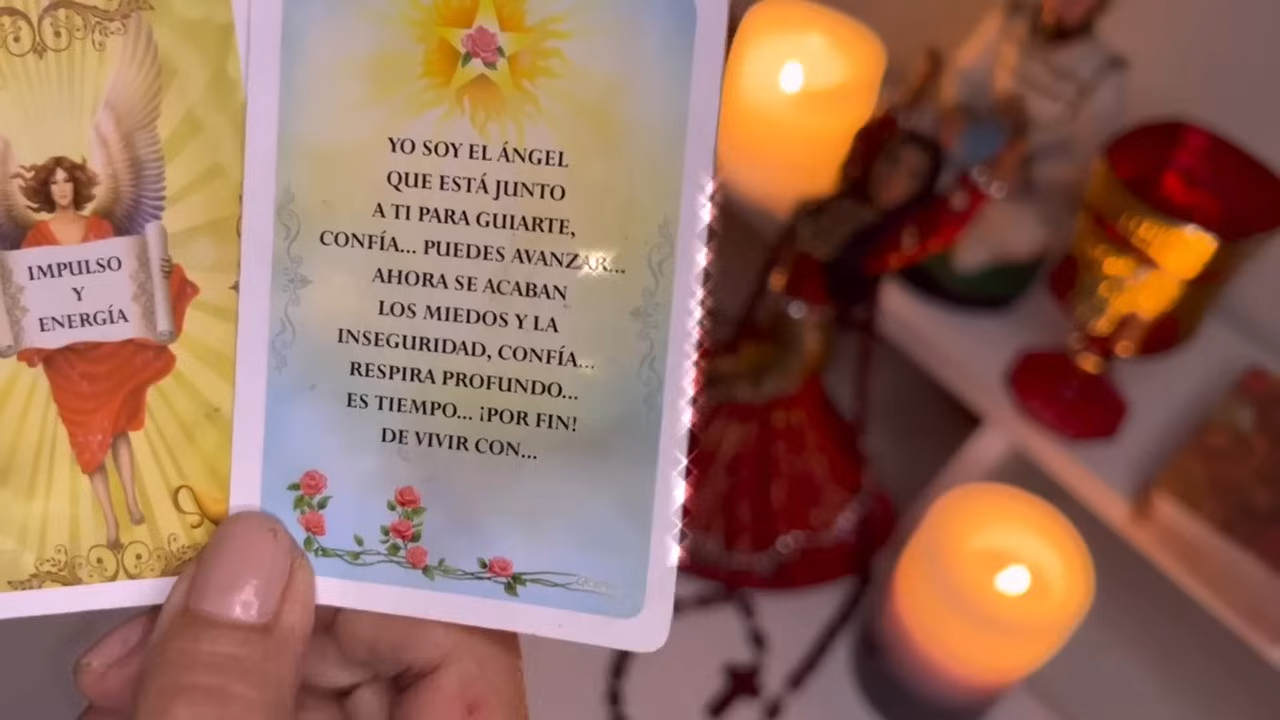 IMPULSO
Y
ENERGÍA
YO SOY EL ÁNGEL
QUE ESTÁ JUNTO
A TI PARA GUIARTE,
CONFÍA... PUEDES AVANZAR...
AHORA SE ACABAN
LOS MIEDOS Y LA
INSEGURIDAD, CONFÍA...
RESPIRA PROFUNDO...
ES TIEMPO... ¡POR FIN!
DE VIVIR CON...